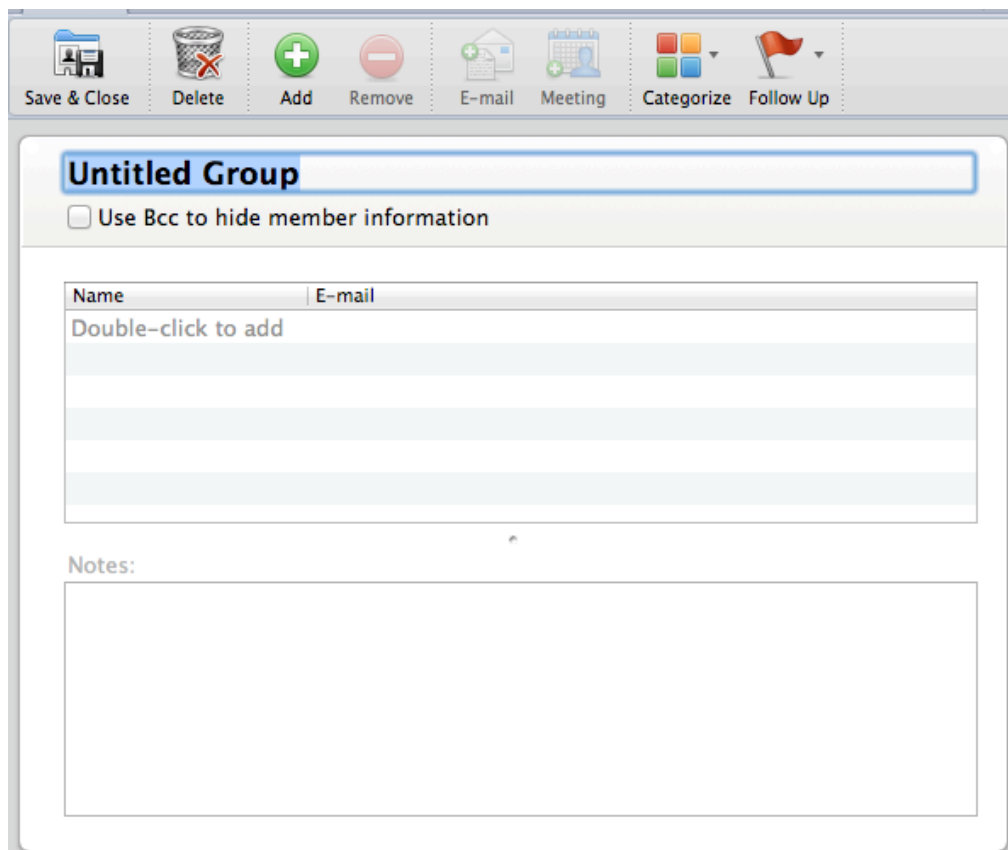 Save & Close Delete Add Remove E-mail Meeting Categorize Follow Up
Untitled Group
Use Bcc to hide member information
Name E-mail
Double-click to add
Notes: